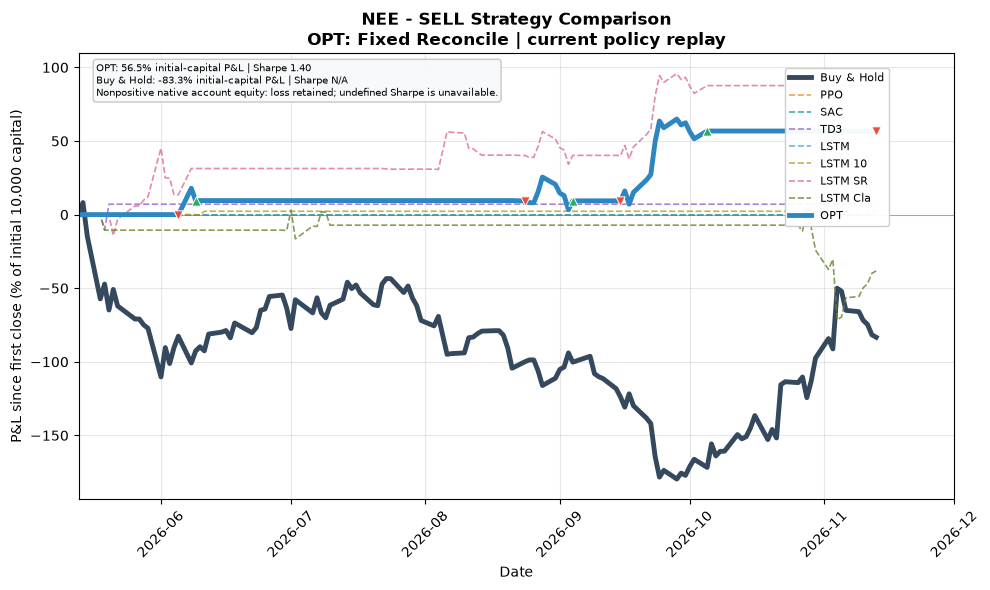 NEE - SELL Strategy Comparison
OPT: Fixed Reconcile | current policy replay
OPT: 56.5% initial-capital P&L | Sharpe 1.40
Buy & Hold: -83.3% initial-capital P&L | Sharpe N/A
Nonpositive native account equity: loss retained; undefined Sharpe is unavailable.
Buy & Hold
PPO
SAC
TD3
LSTM
LSTM 10
LSTM SR
LSTM Cla
OPT
P&L since first close (% of initial 10,000 capital)
100
50
0
−50
−100
−150
2026-06
2026-07
2026-08
2026-09
2026-10
2026-11
2026-12
Date